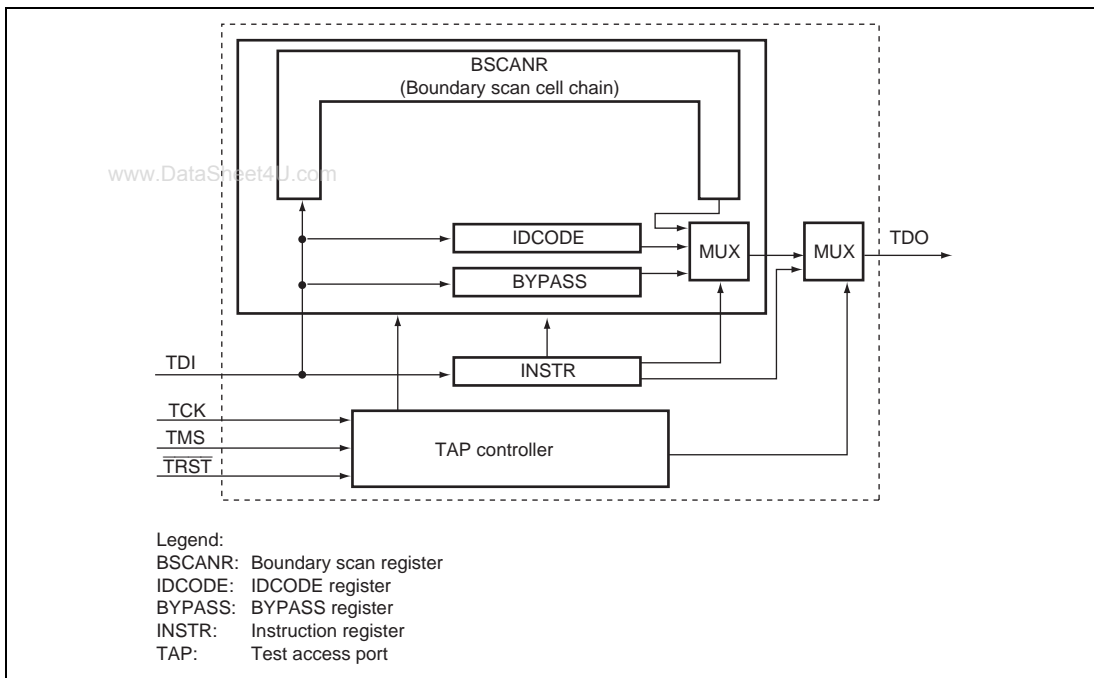 BSCANR
(Boundary scan cell chain)
www.DataSheet4U.com
IDCODE
MUX
MUX
TDO
BYPASS
TDI
INSTR
TCK
TMS
TRST
TAP controller
Legend:
BSCANR: Boundary scan register
IDCODE: IDCODE register
BYPASS: BYPASS register
INSTR: Instruction register
TAP: Test access port